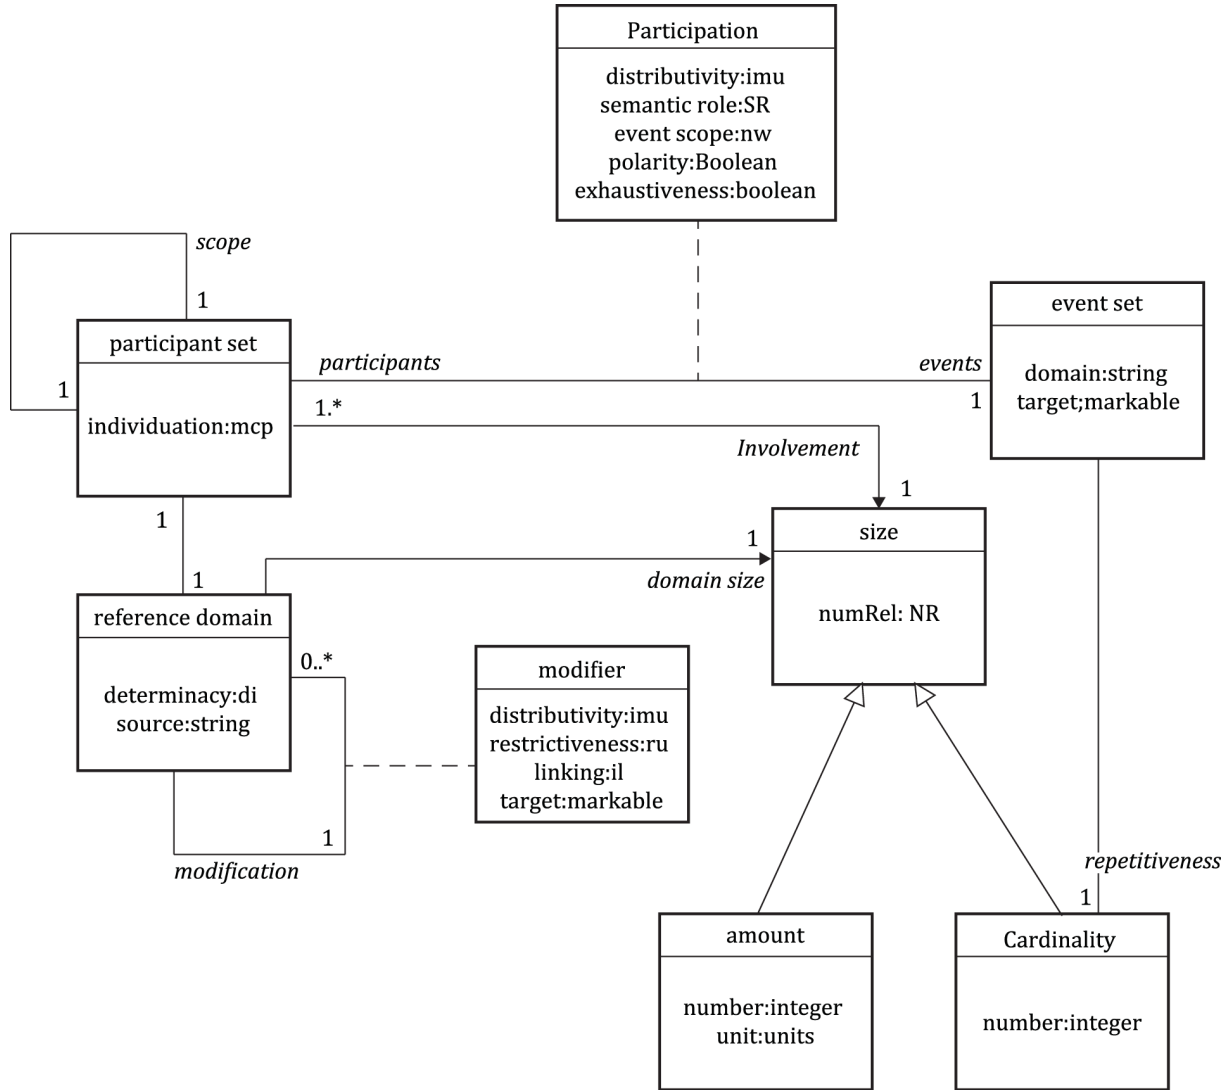 Participation
distributivity:imu
semantic role:SR
event scope:nw
polarity:Boolean
exhaustiveness:boolean
scope
1
participant set
1
individuation:mcp
participants
1.*
events
1
event set
domain:string
target;markable
Involvement
1
1
1
1
domain size
size
numRel: NR
reference domain
determinacy:di
source:string
0..*
1
modification
modifier
distributivity:imu
restrictiveness:ru
linking:il
target:markable
repetitiveness
1
amount
number:integer
unit:units
Cardinality
number:integer